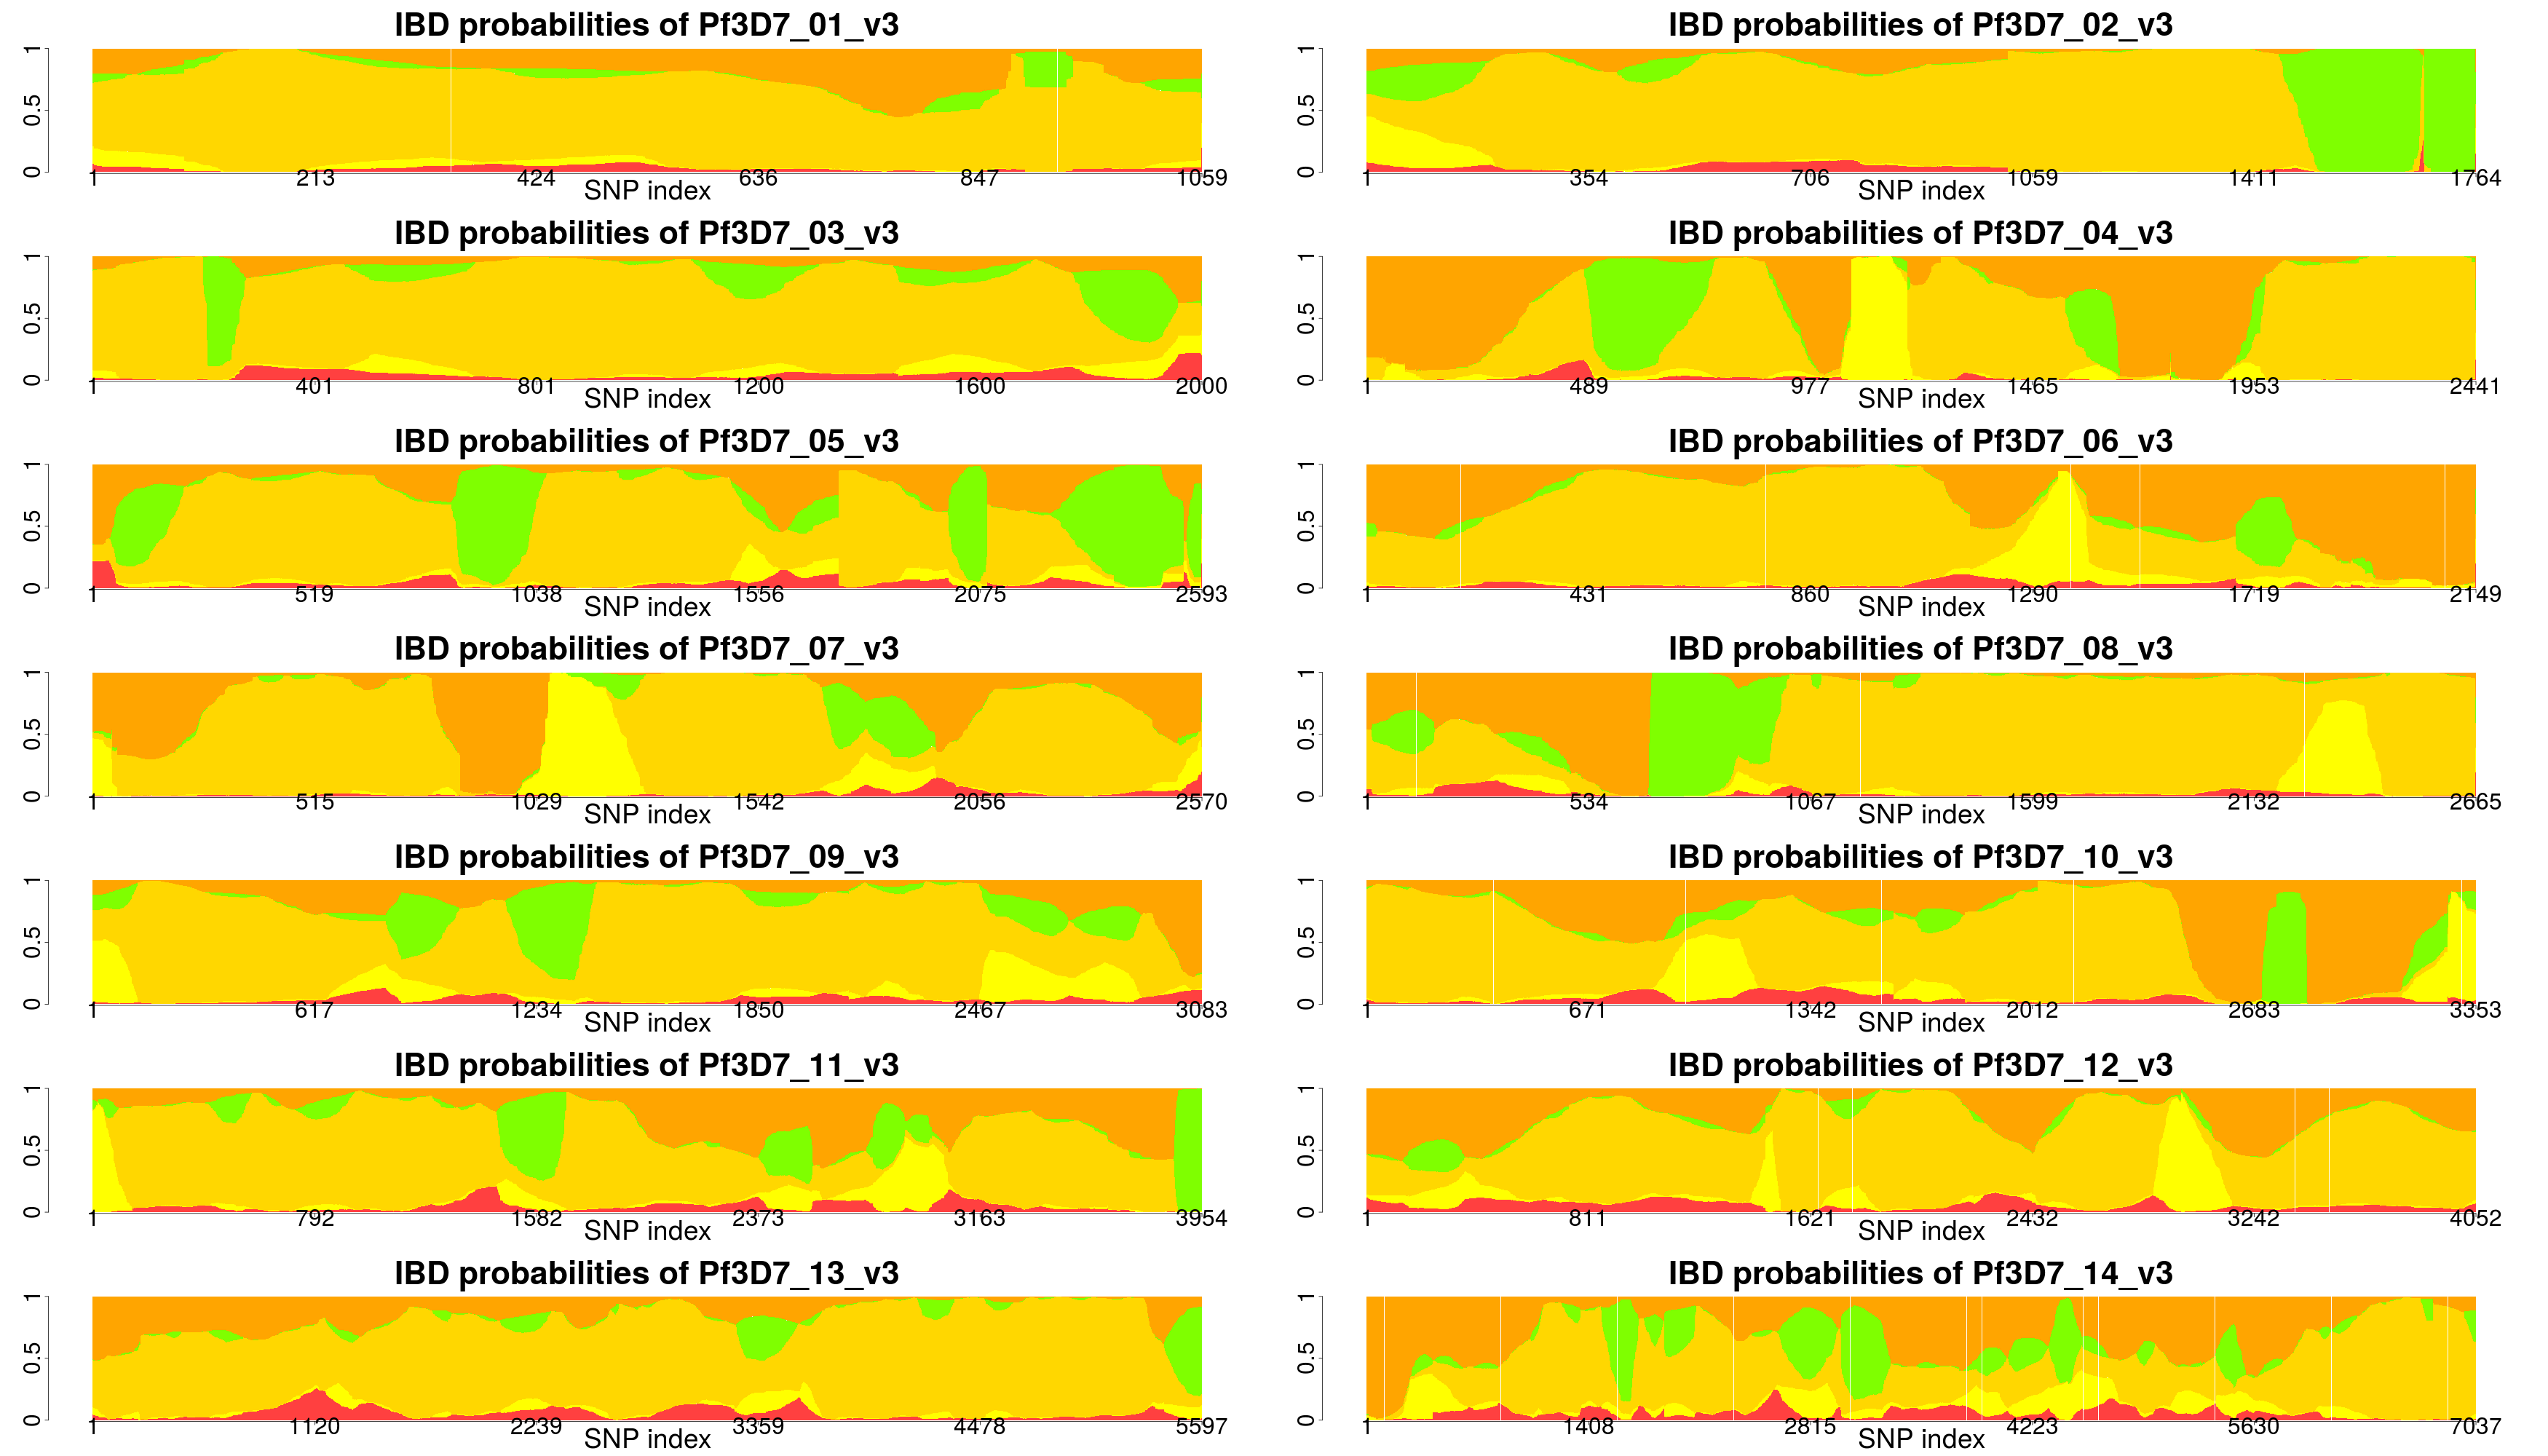 IBD probabilities of Pf3D7_01_v3
0 0.5 1
1 213 424 636 847 1059
SNP index
IBD probabilities of Pf3D7_02_v3
0 0.5 1
1 354 706 1059 1411 1764
SNP index
IBD probabilities of Pf3D7_03_v3
0 0.5 1
1 401 801 1200 1600 2000
SNP index
IBD probabilities of Pf3D7_04_v3
0 0.5 1
1 489 977 1465 1953 2441
SNP index
IBD probabilities of Pf3D7_05_v3
0 0.5 1
1 519 1038 1556 2075 2593
SNP index
IBD probabilities of Pf3D7_06_v3
0 0.5 1
1 431 860 1290 1719 2149
SNP index
IBD probabilities of Pf3D7_07_v3
0 0.5 1
1 515 1029 1542 2056 2570
SNP index
IBD probabilities of Pf3D7_08_v3
0 0.5 1
1 534 1067 1599 2132 2665
SNP index
IBD probabilities of Pf3D7_09_v3
0 0.5 1
1 617 1234 1850 2467 3083
SNP index
IBD probabilities of Pf3D7_10_v3
0 0.5 1
1 671 1342 2012 2683 3353
SNP index
IBD probabilities of Pf3D7_11_v3
0 0.5 1
1 792 1582 2373 3163 3954
SNP index
IBD probabilities of Pf3D7_12_v3
0 0.5 1
1 811 1621 2432 3242 4052
SNP index
IBD probabilities of Pf3D7_13_v3
0 0.5 1
1 1120 2239 3359 4478 5597
SNP index
IBD probabilities of Pf3D7_14_v3
0 0.5 1
1 1408 2815 4223 5630 7037
SNP index